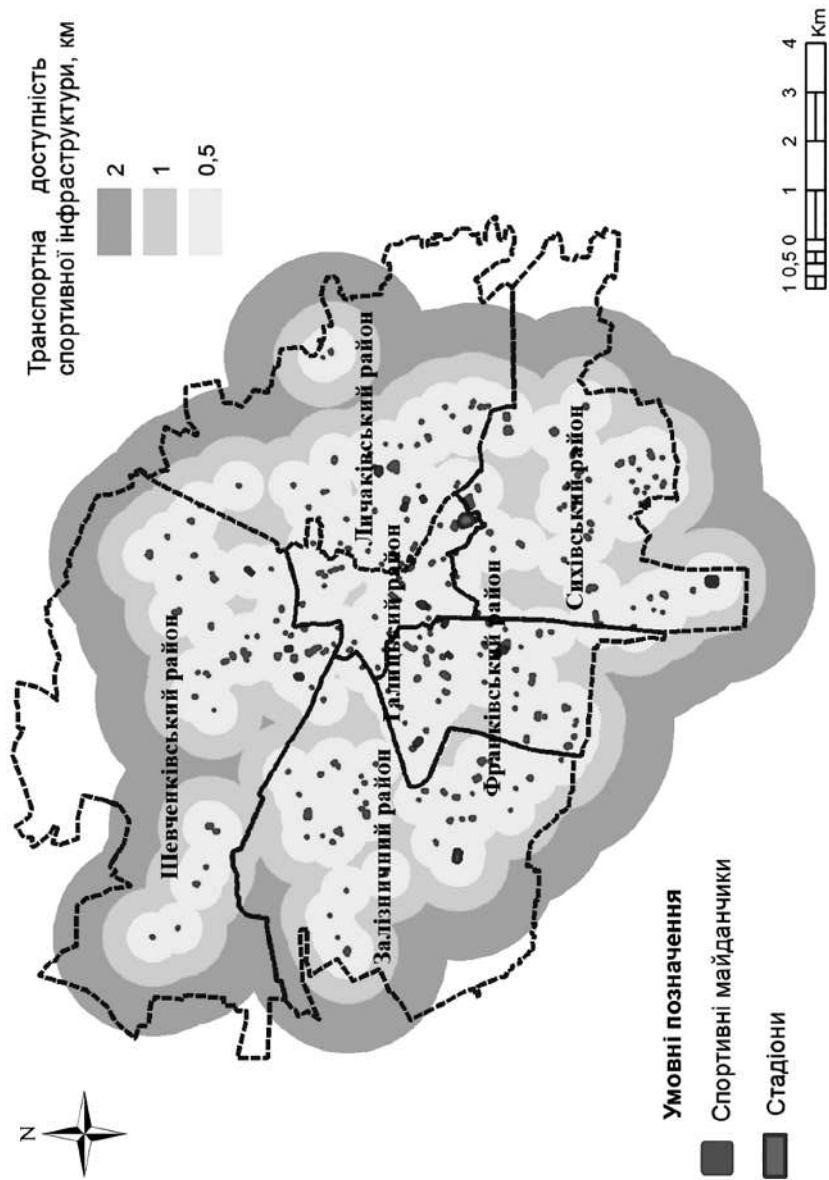 N
Транспортна доступність
спортивної інфраструктури, км
2
1
0,5
Шевченківський район
Личаківський район
Залізничний район
Галицький район
Франківський район
Сихівський район
Умовні позначення
Спортивні майданчики
Стадіони
1 0,5 0 1 2 3 4
Km